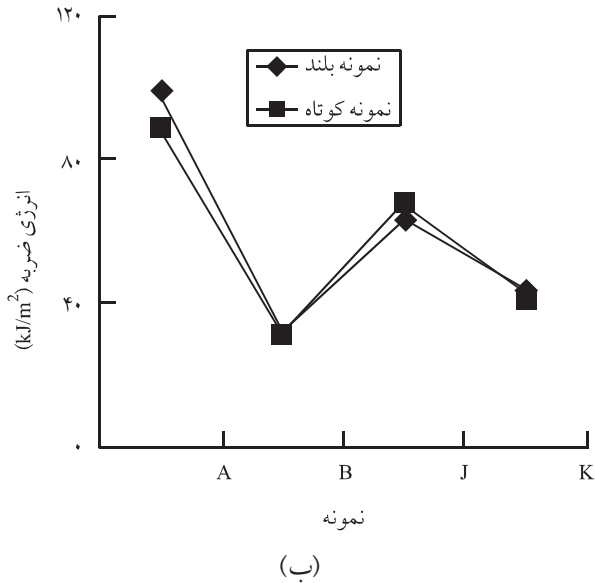 ۱۲۰
نمونه بلند
نمونه کوتاه
۸۰
انرژی ضربه (kJ/m²)
۴۰
۰
A B J K
نمونه
(ب)